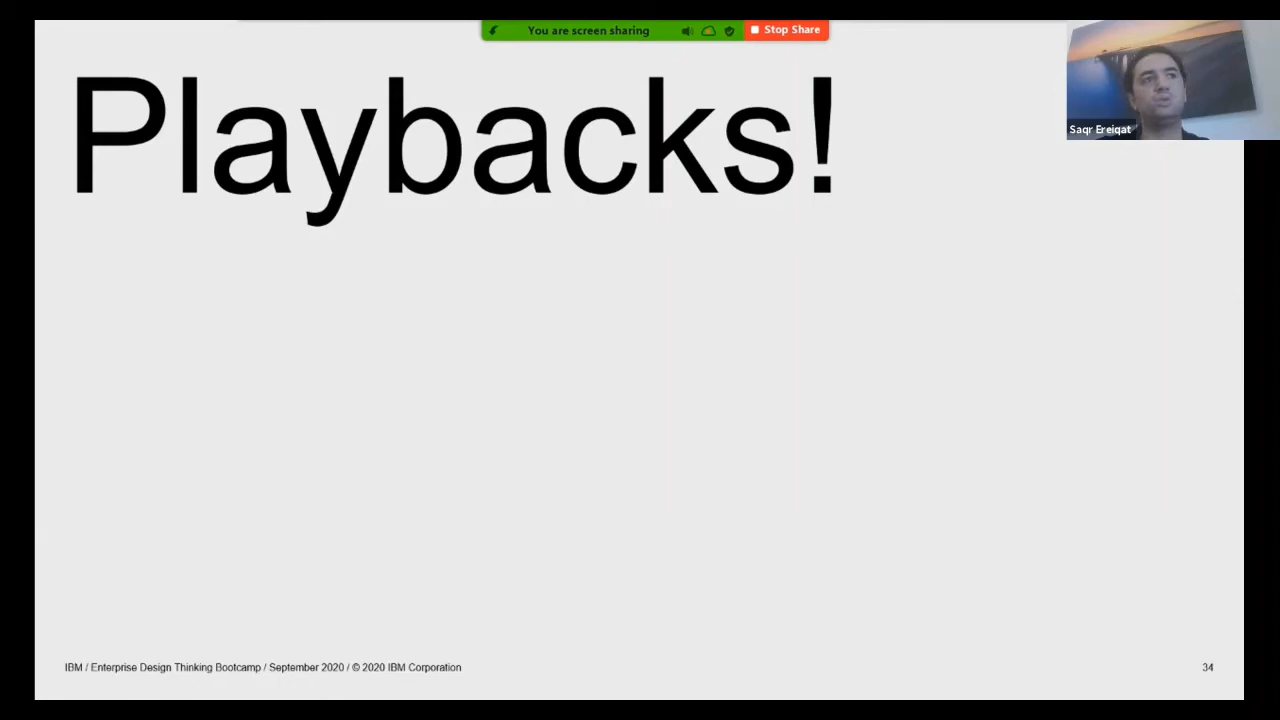 You are screen sharing
Stop Share
Playbacks!
Saqr Ereiqat
IBM / Enterprise Design Thinking Bootcamp / September 2020 / © 2020 IBM Corporation
34